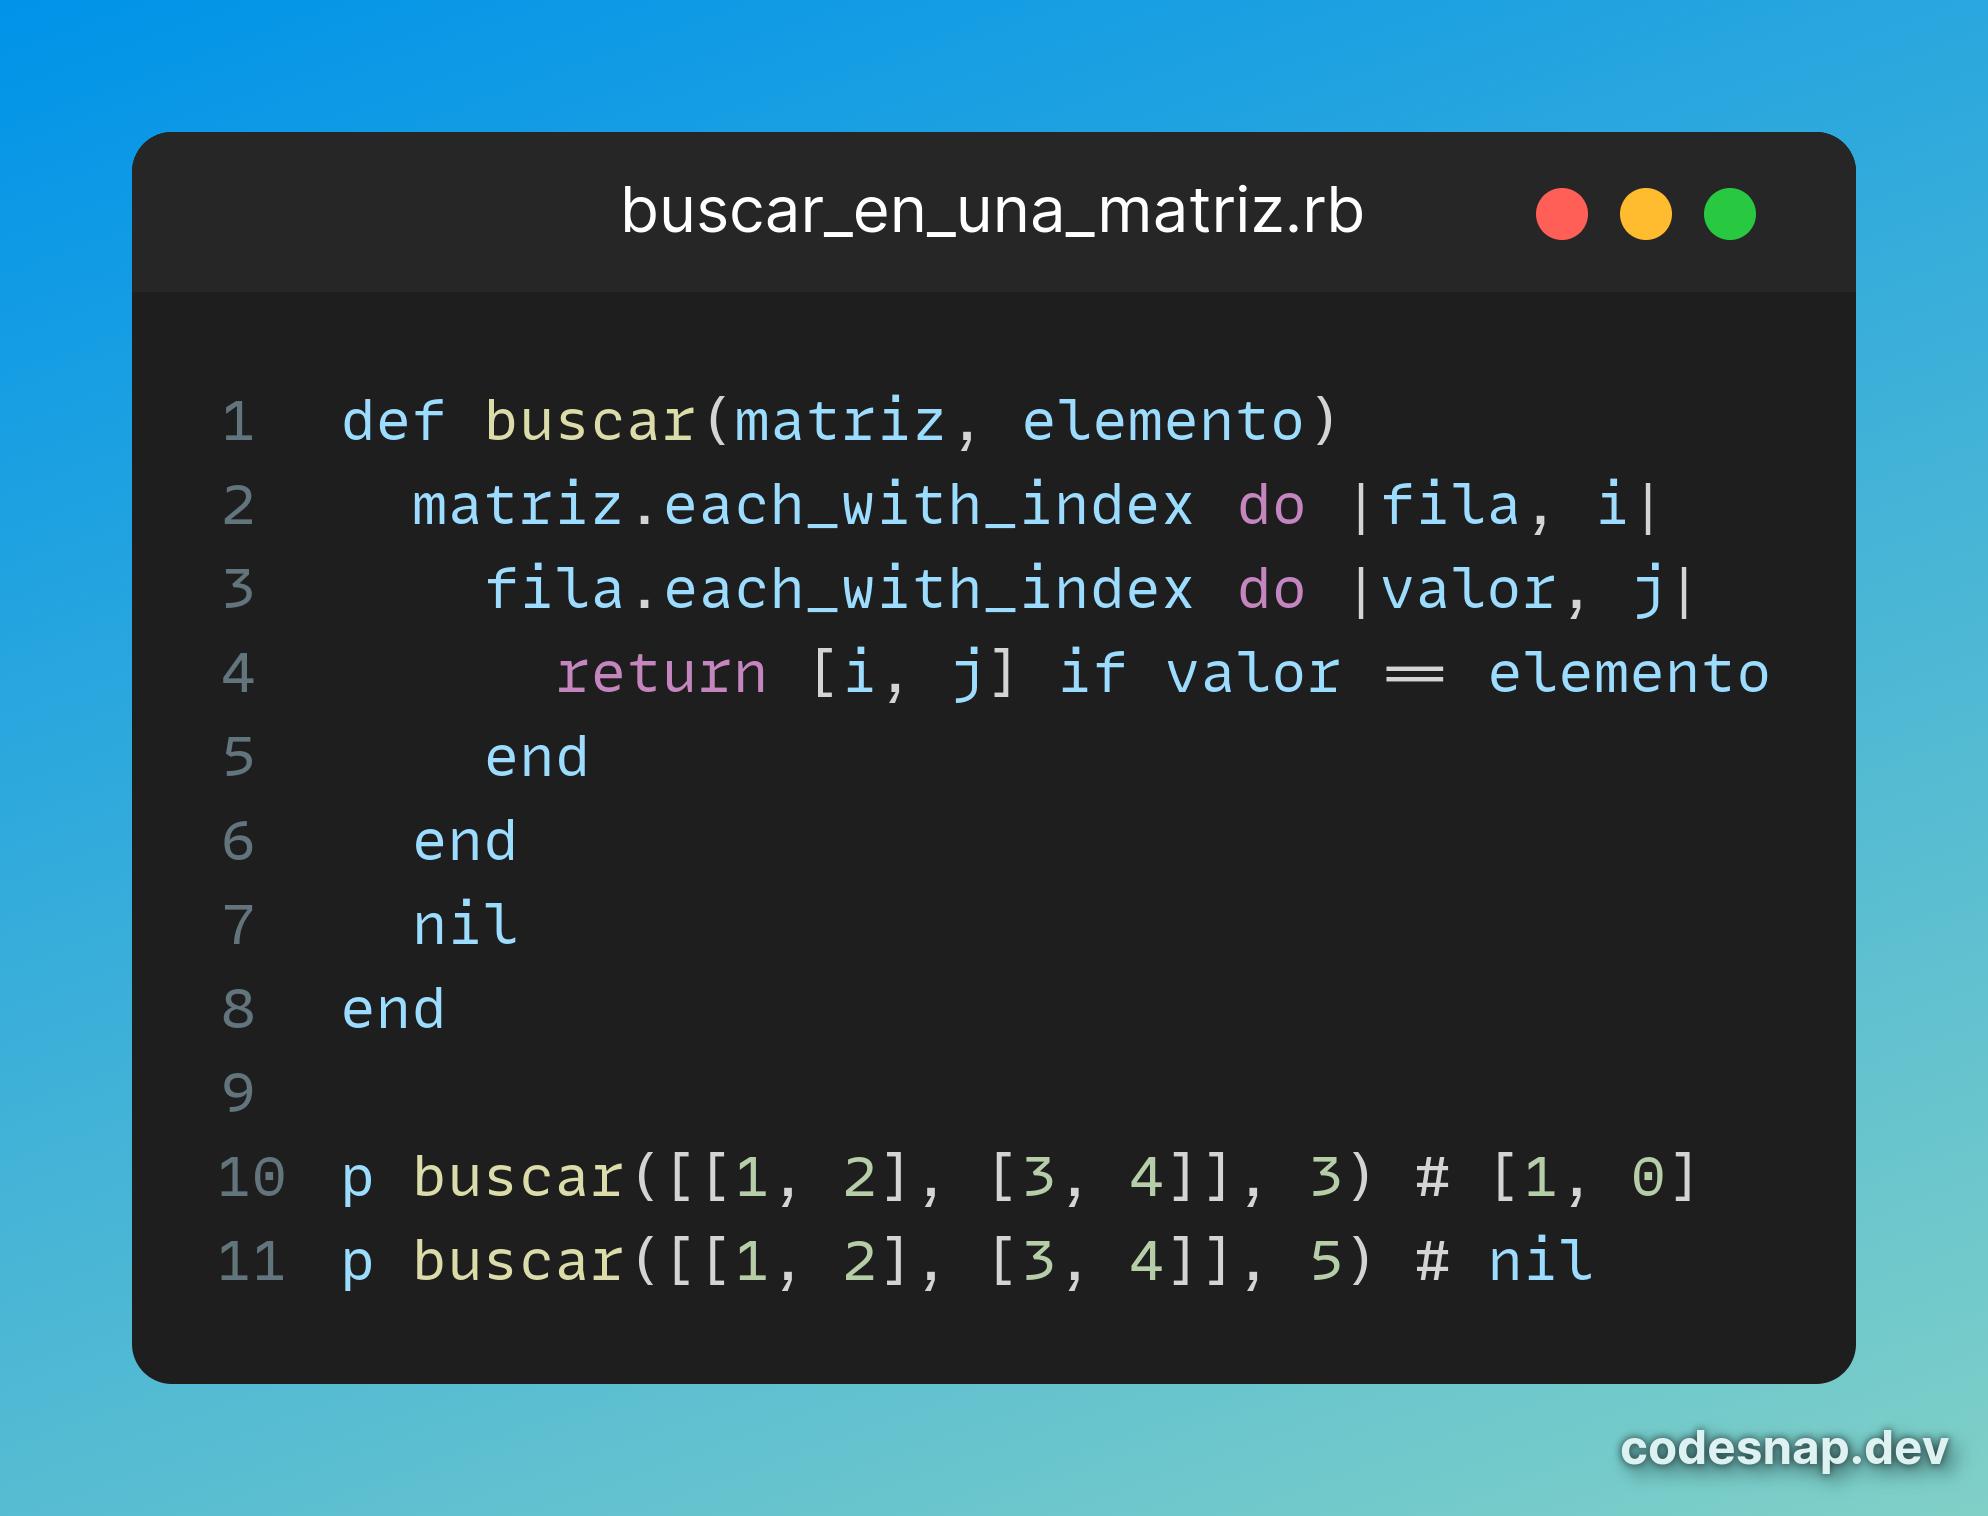 buscar_en_una_matriz.rb
1 def buscar(matriz, elemento)
2   matriz.each_with_index do |fila, i|
3     fila.each_with_index do |valor, j|
4       return [i, j] if valor == elemento
5     end
6   end
7   nil
8 end
9
10 p buscar([[1, 2], [3, 4]], 3) # [1, 0]
11 p buscar([[1, 2], [3, 4]], 5) # nil
codesnap.dev